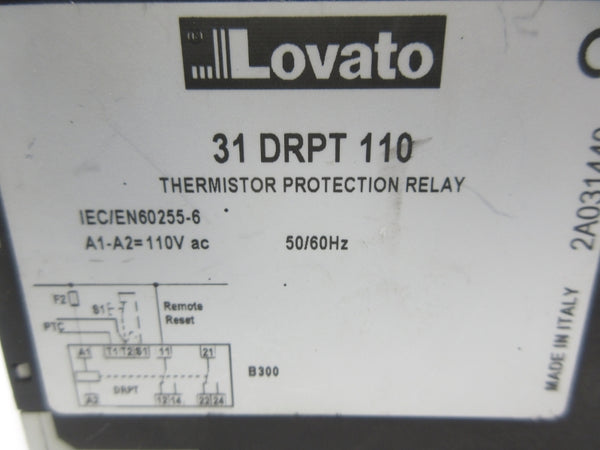 Lovato
31 DRPT 110
THERMISTOR PROTECTION RELAY
IEC/EN60255-6
A1-A2=110V ac 50/60Hz
F2
S1
Remote
Reset
PTC
A1 T1 T2 S1 11 21
DRPT
B300
A2 12 14 22 24
MADE IN ITALY